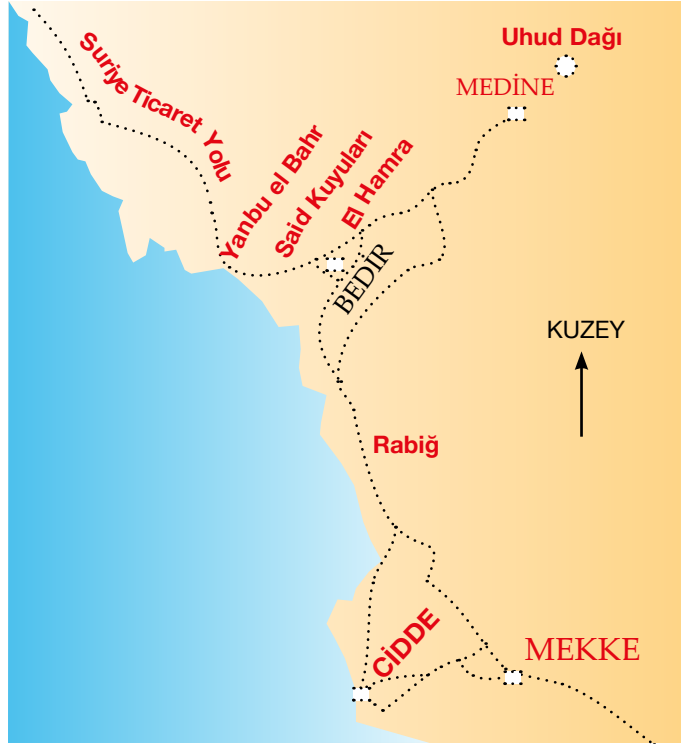 Uhud Dağı
MEDİNE
Suriye Ticaret Yolu
Yanbu el Bahr
Said Kuyuları
El Hamra
BEDIR
KUZEY
Rabiğ
CİDDE
MEKKE